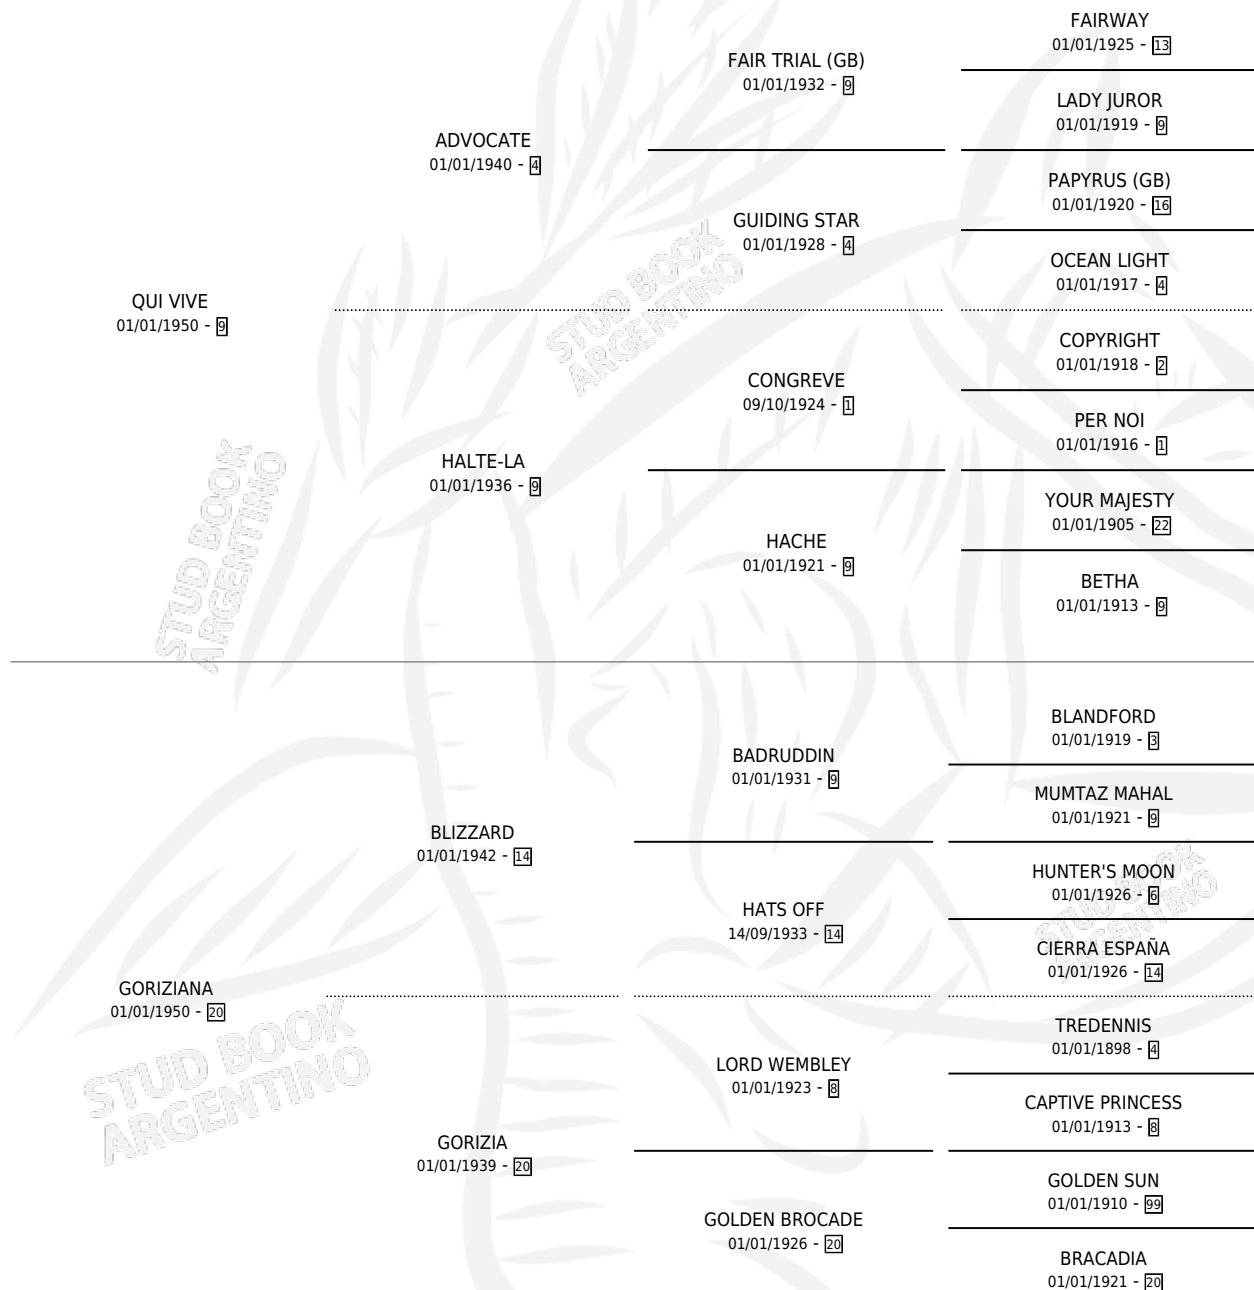 FAIRWAY
01/01/1925 - 13
FAIR TRIAL (GB)
01/01/1932 - 9
LADY JUROR
01/01/1919 - 9
ADVOCATE
01/01/1940 - 4
PAPYRUS (GB)
01/01/1920 - 16
GUIDING STAR
01/01/1928 - 4
OCEAN LIGHT
01/01/1917 - 4
QUI VIVE
01/01/1950 - 9
COPYRIGHT
01/01/1918 - 2
CONGREVE
09/10/1924 - 1
PER NOI
01/01/1916 - 1
HALTE-LA
01/01/1936 - 9
YOUR MAJESTY
01/01/1905 - 22
HACHE
01/01/1921 - 9
BETHA
01/01/1913 - 9
BLANDFORD
01/01/1919 - 3
BADRUDDIN
01/01/1931 - 9
MUMTAZ MAHAL
01/01/1921 - 9
BLIZZARD
01/01/1942 - 14
HUNTER'S MOON
01/01/1926 - 6
HATS OFF
14/09/1933 - 14
CIERRA ESPAÑA
01/01/1926 - 14
GORIZIANA
01/01/1950 - 20
TREDENNIS
01/01/1898 - 4
LORD WEMBLEY
01/01/1923 - 8
CAPTIVE PRINCESS
01/01/1913 - 8
GORIZIA
01/01/1939 - 20
GOLDEN SUN
01/01/1910 - 99
GOLDEN BROCADE
01/01/1926 - 20
BRACADIA
01/01/1921 - 20
STUD BOOK
ARGENTINO
STUD BOOK
ARGENTINO
STUD BOOK
ARGENTINO
STUD BOOK
ARGENTINO